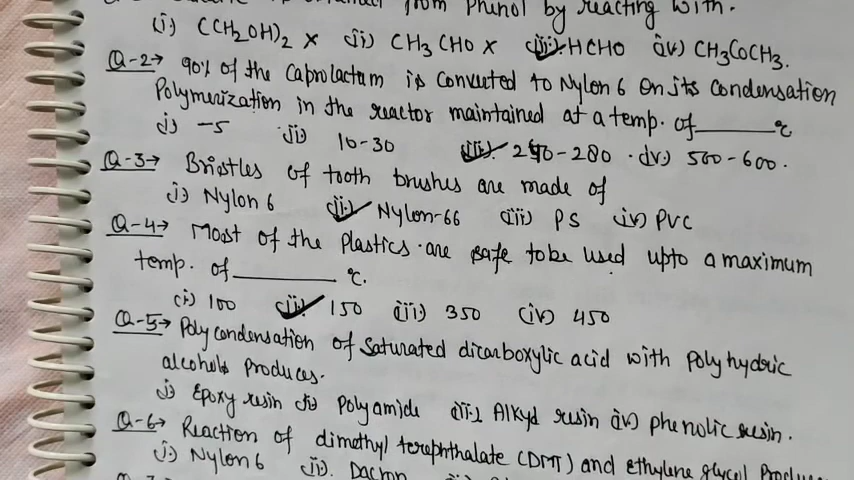 from Phenol by reacting with.
(i) (CH2OH)2 × (ii) CH3CHO × (iii) HCHO (iv) CH3COCH3.
Q-2→ 90% of the Caprolactum is converted to Nylon 6 on its condensation
Polymerization in the reactor maintained at a temp. of______°c
(i) -5 (ii) 10-30 (iii) 240-280 . (iv) 500-600.
Q-3→ Bristles of tooth brushes are made of
(i) Nylon 6 (ii) Nylon-66 (iii) PS (iv) PVC
Q-4→ Most of the Plastics are safe to be used upto a maximum
temp. of ________ °c.
(i) 100 (ii) 150 (iii) 350 (iv) 450
Q-5→ Polycondensation of saturated dicarboxylic acid with polyhydric
alcohols Produces.
(i) Epoxy resin (ii) Polyamide (iii) Alkyd resin (iv) phenolic resin.
Q-6→ Reaction of dimethyl terephthalate (DMT) and ethylene glycol
(i) Nylon 6 (ii). Dacron